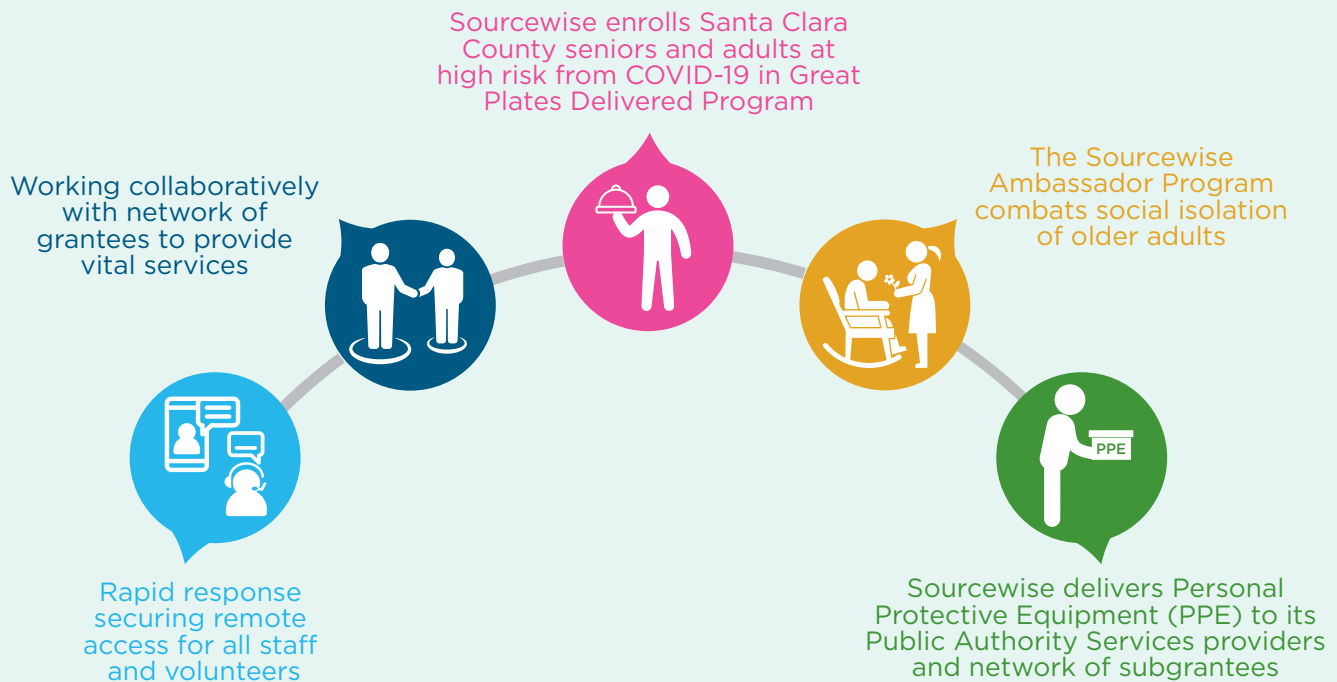 Sourcewise enrolls Santa Clara
County seniors and adults at
high risk from COVID-19 in Great
Plates Delivered Program
Working collaboratively
with network of
grantees to provide
vital services
The Sourcewise
Ambassador Program
combats social isolation
of older adults
PPE
Rapid response
securing remote
access for all staff
and volunteers
Sourcewise delivers Personal
Protective Equipment (PPE) to its
Public Authority Services providers
and network of subgrantees